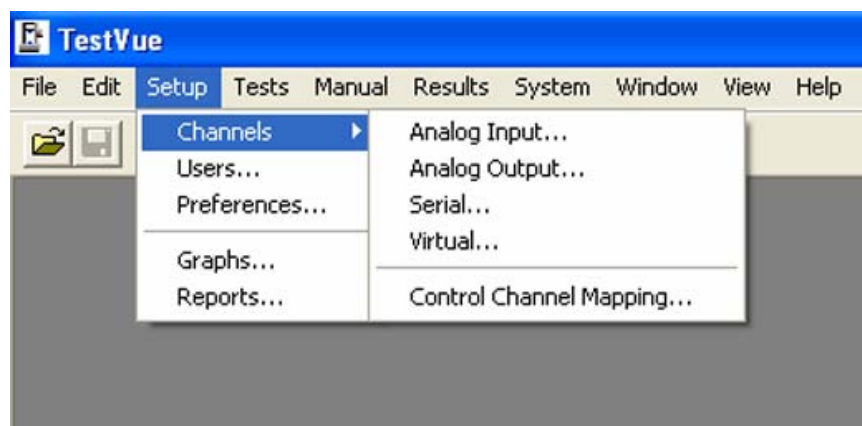 TestVue
File Edit Setup Tests Manual Results System Window View Help
Channels
Users...
Preferences...
Graphs...
Reports...
Analog Input...
Analog Output...
Serial...
Virtual...
Control Channel Mapping...